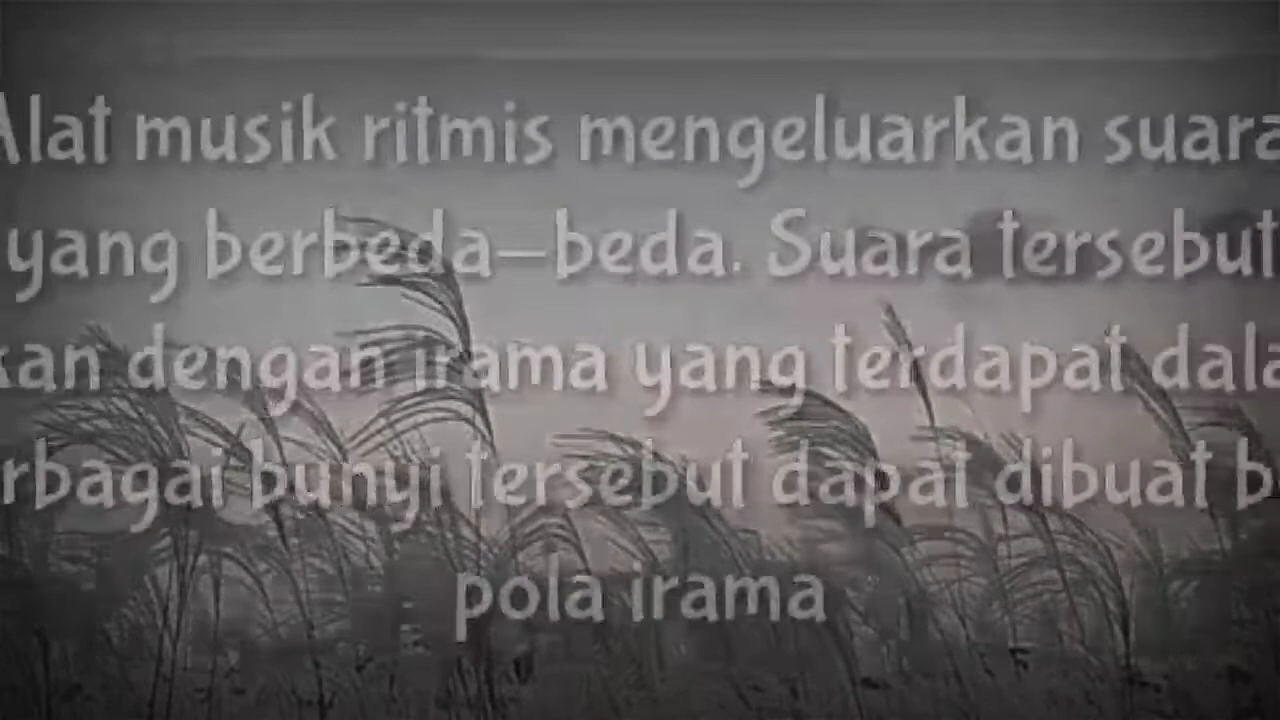 Alat musik ritmis mengeluarkan suara
yang berbeda-beda. Suara tersebut
kan dengan irama yang terdapat dala
rbagai bunyi tersebut dapat dibuat b
pola irama